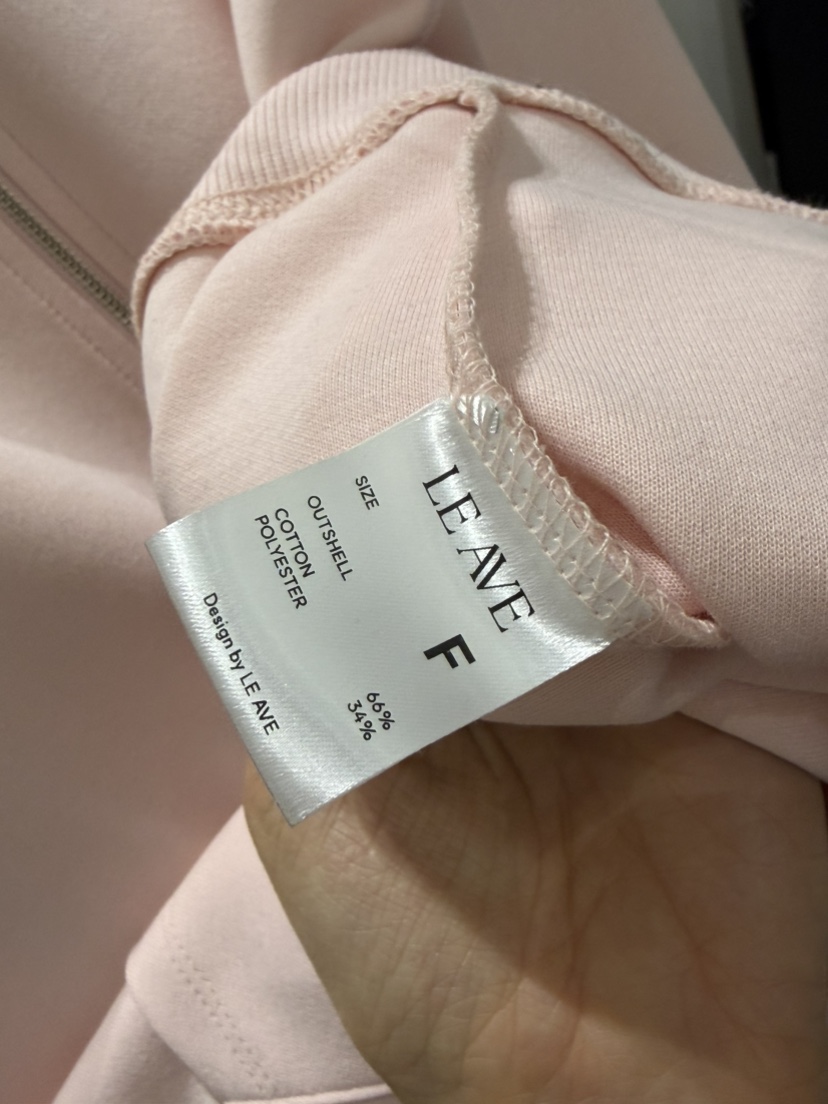 LE AVE
SIZE F
OUTSHELL
COTTON 66%
POLYESTER 34%
Design by LE AVE